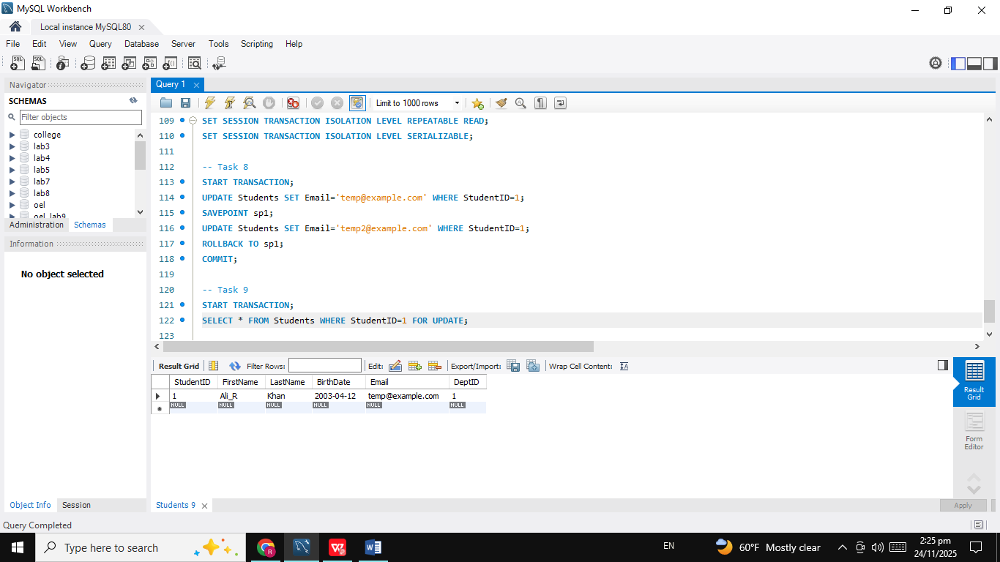 MySQL Workbench
Local instance MySQL80
File Edit View Query Database Server Tools Scripting Help
Navigator
SCHEMAS
Filter objects
college
lab3
lab4
lab5
lab7
lab8
oel
oel_lab9
Administration Schemas
Information
No object selected
Object Info Session
Query Completed
Query 1
Limit to 1000 rows
109 SET SESSION TRANSACTION ISOLATION LEVEL REPEATABLE READ;
110 SET SESSION TRANSACTION ISOLATION LEVEL SERIALIZABLE;
111
112 -- Task 8
113 START TRANSACTION;
114 UPDATE Students SET Email='temp@example.com' WHERE StudentID=1;
115 SAVEPOINT sp1;
116 UPDATE Students SET Email='temp2@example.com' WHERE StudentID=1;
117 ROLLBACK TO sp1;
118 COMMIT;
119
120 -- Task 9
121 START TRANSACTION;
122 SELECT * FROM Students WHERE StudentID=1 FOR UPDATE;
123
Result Grid Filter Rows: Edit: Export/Import: Wrap Cell Content:
StudentID FirstName LastName BirthDate Email DeptID
1 Ali_R Khan 2003-04-12 temp@example.com 1
NULL NULL NULL NULL NULL NULL
Result
Grid
Form
Editor
Students 9
Apply
Type here to search
EN
60°F Mostly clear
2:25 pm
24/11/2025